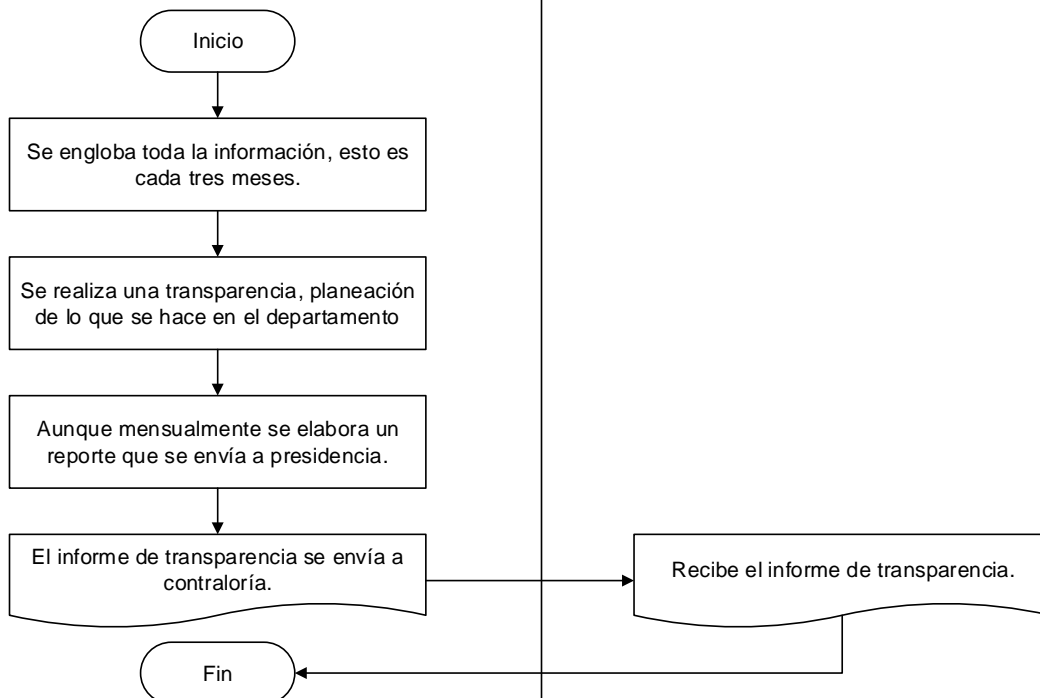 Inicio
Se engloba toda la información, esto es
cada tres meses.
Se realiza una transparencia, planeación
de lo que se hace en el departamento
Aunque mensualmente se elabora un
reporte que se envía a presidencia.
El informe de transparencia se envía a
contraloría.
Recibe el informe de transparencia.
Fin